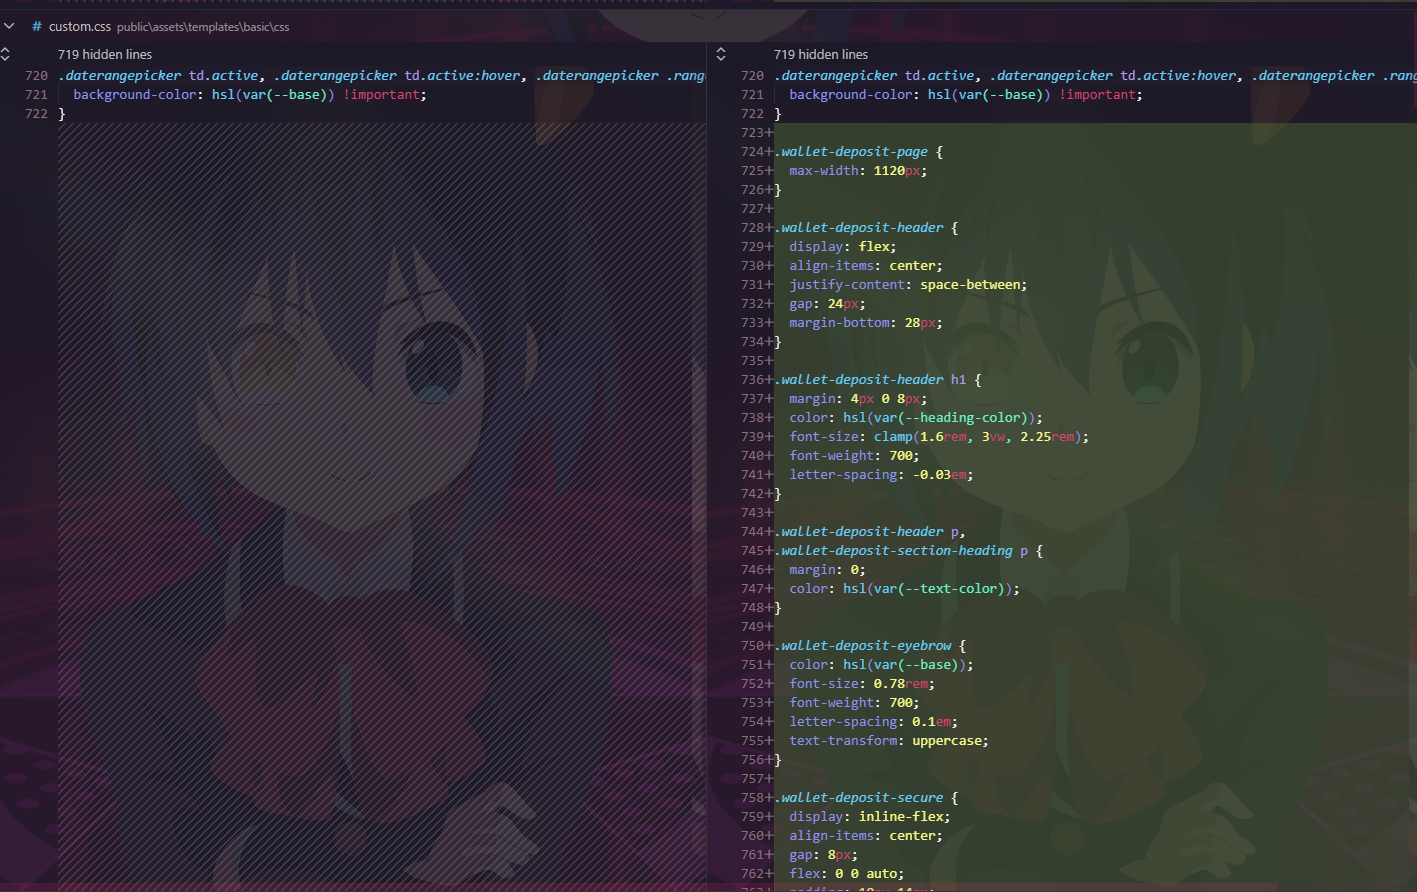 # custom.css public\assets\templates\basic\css
719 hidden lines
720 .daterangepicker td.active, .daterangepicker td.active:hover, .daterangepicker .rang
721 background-color: hsl(var(--base)) !important;
722 }
719 hidden lines
720 .daterangepicker td.active, .daterangepicker td.active:hover, .daterangepicker .rang
721 background-color: hsl(var(--base)) !important;
722 }
723+
724+ .wallet-deposit-page {
725+ max-width: 1120px;
726+ }
727+
728+ .wallet-deposit-header {
729+ display: flex;
730+ align-items: center;
731+ justify-content: space-between;
732+ gap: 24px;
733+ margin-bottom: 28px;
734+ }
735+
736+ .wallet-deposit-header h1 {
737+ margin: 4px 0 8px;
738+ color: hsl(var(--heading-color));
739+ font-size: clamp(1.6rem, 3vw, 2.25rem);
740+ font-weight: 700;
741+ letter-spacing: -0.03em;
742+ }
743+
744+ .wallet-deposit-header p,
745+ .wallet-deposit-section-heading p {
746+ margin: 0;
747+ color: hsl(var(--text-color));
748+ }
749+
750+ .wallet-deposit-eyebrow {
751+ color: hsl(var(--base));
752+ font-size: 0.78rem;
753+ font-weight: 700;
754+ letter-spacing: 0.1em;
755+ text-transform: uppercase;
756+ }
757+
758+ .wallet-deposit-secure {
759+ display: inline-flex;
760+ align-items: center;
761+ gap: 8px;
762+ flex: 0 0 auto;